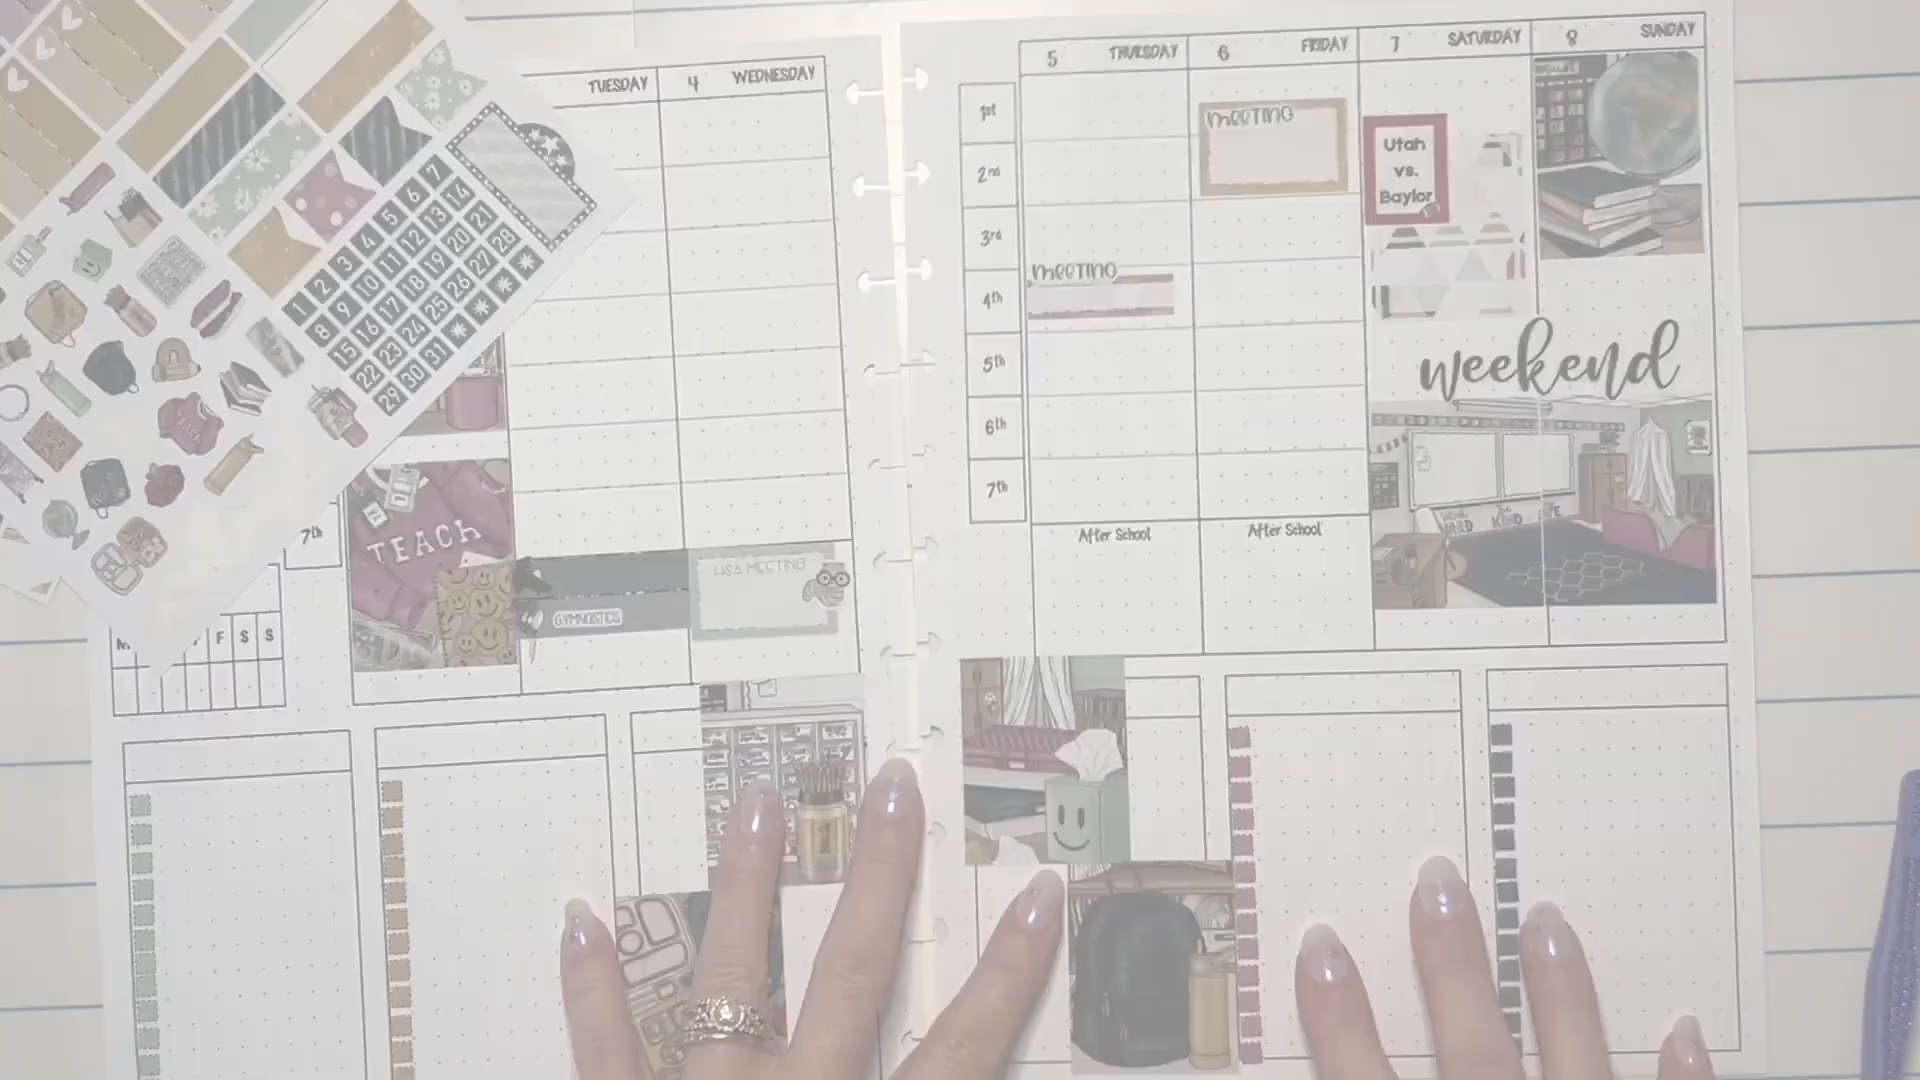 TUESDAY
4 WEDNESDAY
5 THURSDAY
6 FRIDAY
7 SATURDAY
8 SUNDAY
1st
2nd
3rd
4th
5th
6th
7th
meeting
meeting
Utah
vs.
Baylor
weekend
After School
After School
7th
TEACH
GYMNASTICS
LISA MEETING
WORK HARD
F S S
1 2 3 4 5 6 7
8 9 10 11 12 13 14
15 16 17 18 19 20 21
22 23 24 25 26 27 28
29 30 31 * * * *
TEACH